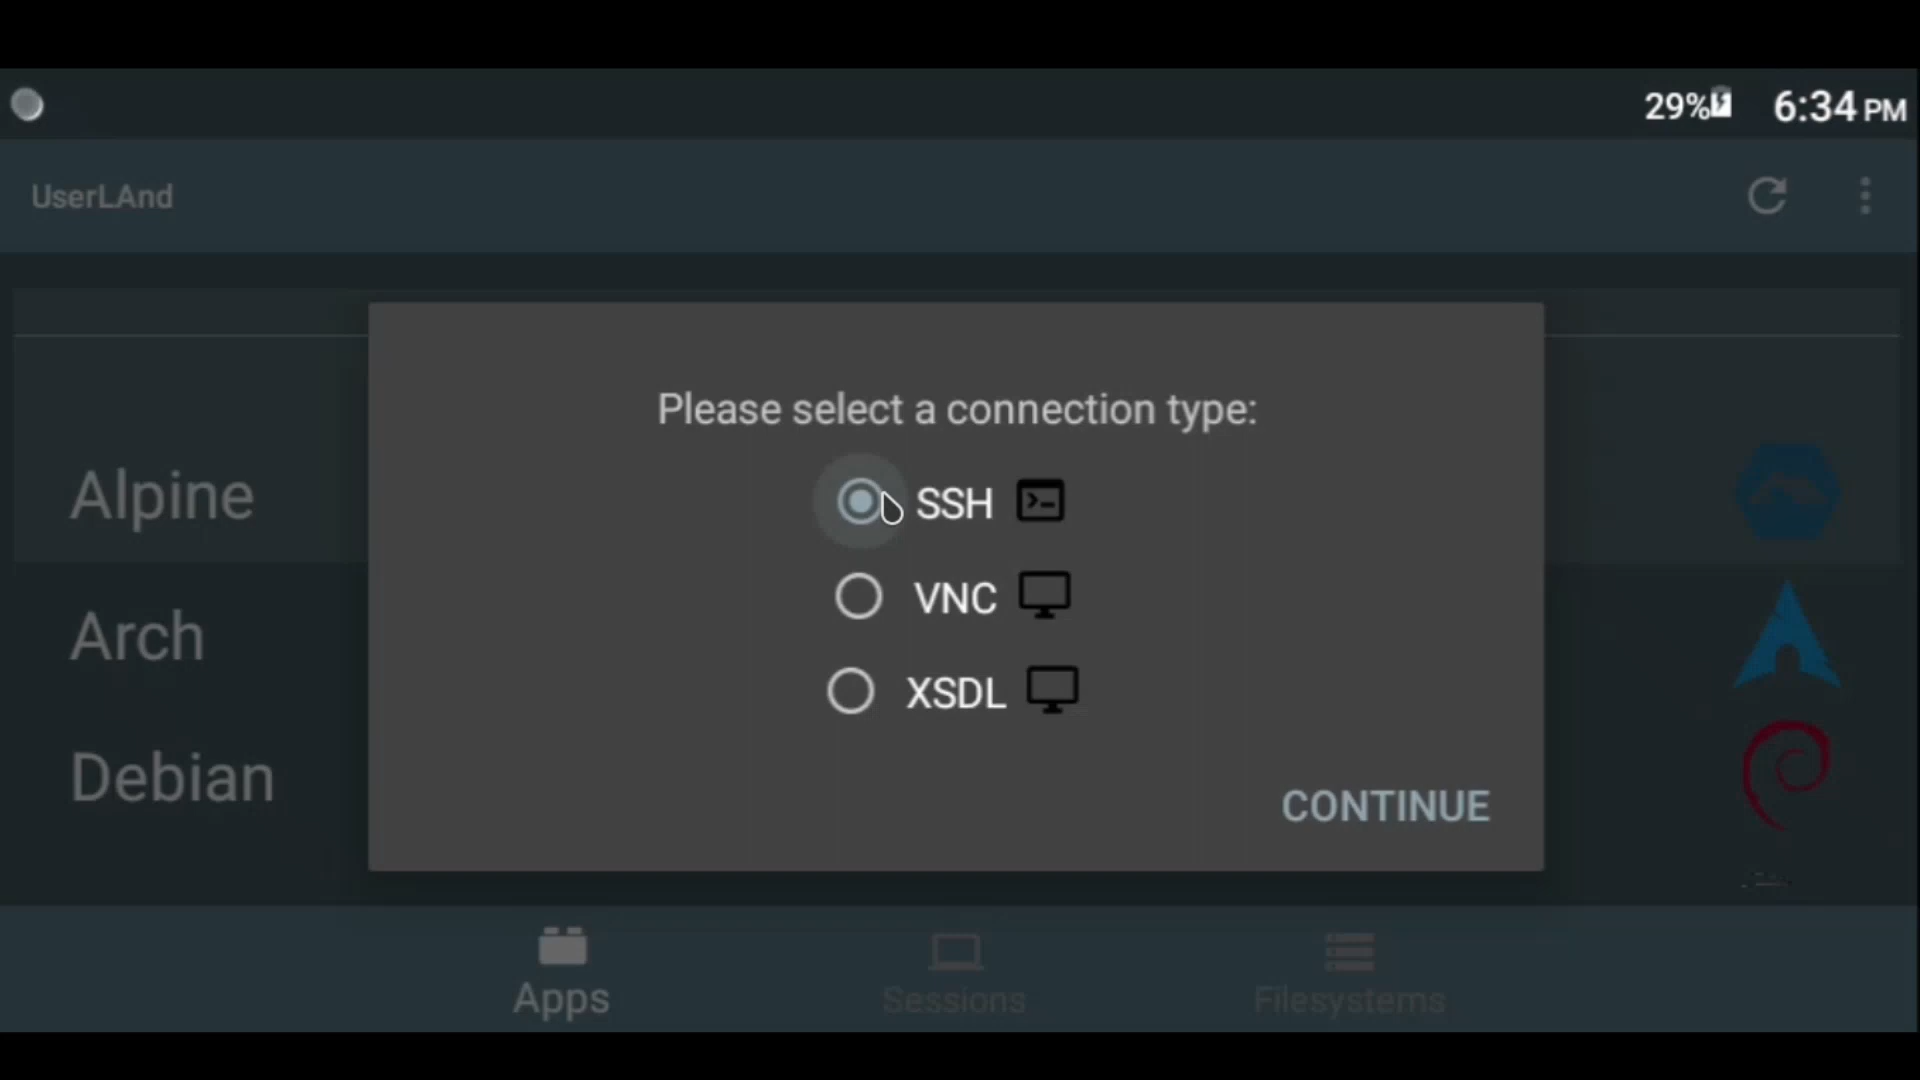 29% 6:34 PM
UserLAnd
Please select a connection type:
Alpine
SSH
VNC
Arch
XSDL
Debian
CONTINUE
Apps
Sessions
Filesystems